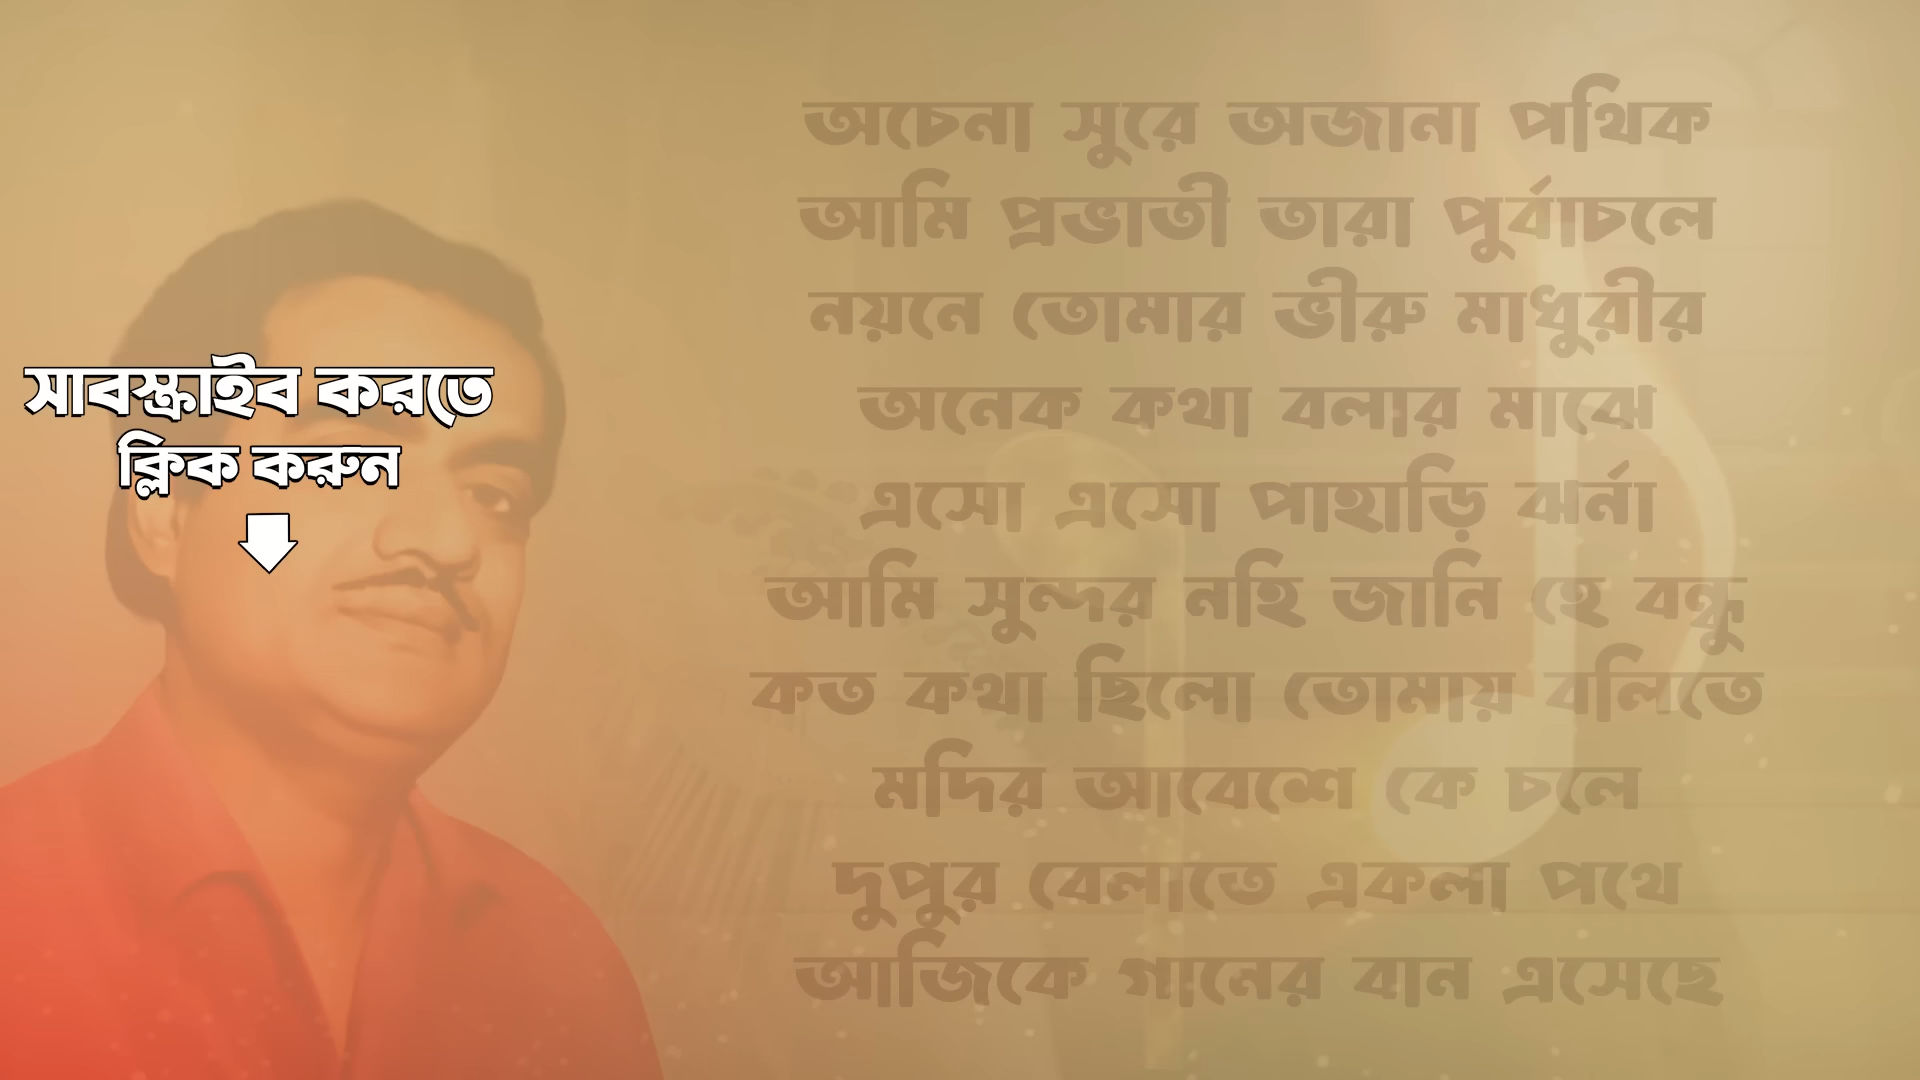 সাবস্ক্রাইব করতে
ক্লিক করুন
অচেনা সুরে অজানা পথিক
আমি প্রভাতী তারা পুর্বাচলে
নয়নে তোমার ভীরু মাধুরীর
অনেক কথা বলার মাঝে
এসো এসো পাহাড়ি ঝর্না
আমি সুন্দর নহি জানি হে বন্ধু
কত কথা ছিলো তোমায় বলিতে
মদির আবেশে কে চলে
দুপুর বেলাতে একলা পথে
আজিকে গানের বান এসেছে